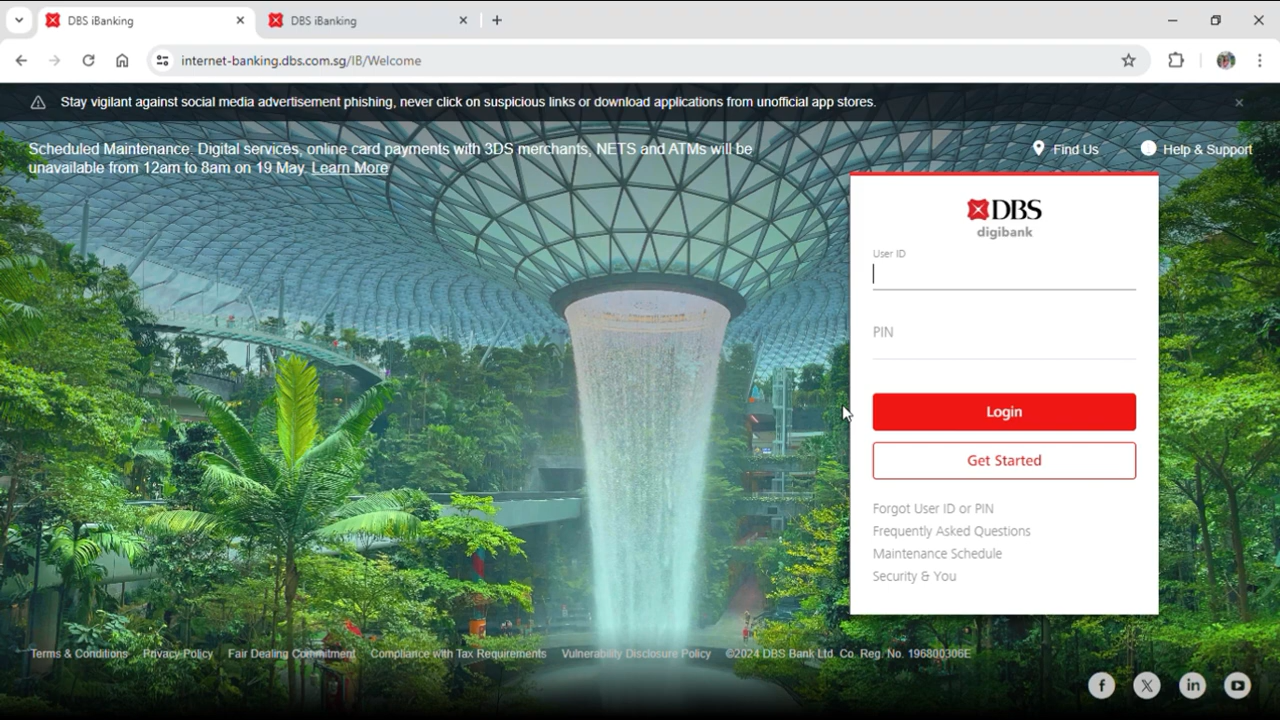 DBS iBanking
DBS iBanking
internet-banking.dbs.com.sg/IB/Welcome
Stay vigilant against social media advertisement phishing, never click on suspicious links or download applications from unofficial app stores.
Scheduled Maintenance: Digital services, online card payments with 3DS merchants, NETS and ATMs will be
unavailable from 12am to 8am on 19 May. Learn More
Find Us
Help & Support
DBS
digibank
User ID
PIN
Login
Get Started
Forgot User ID or PIN
Frequently Asked Questions
Maintenance Schedule
Security & You
Terms & Conditions Privacy Policy Fair Dealing Commitment Compliance with Tax Requirements Vulnerability Disclosure Policy ©2024 DBS Bank Ltd. Co. Reg. No. 196800306E